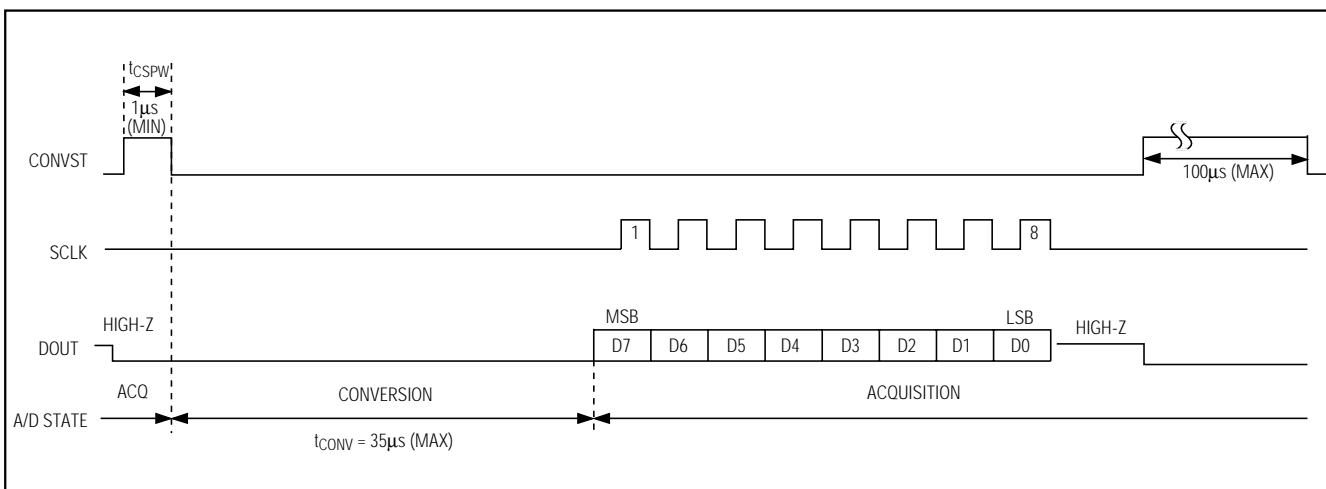 tCSPW
1µs
(MIN)
CONVST
100µs (MAX)
SCLK
1
8
HIGH-Z
MSB
LSB
HIGH-Z
DOUT
D7 D6 D5 D4 D3 D2 D1 D0
ACQ
CONVERSION
ACQUISITION
A/D STATE
tCONV = 35µs (MAX)